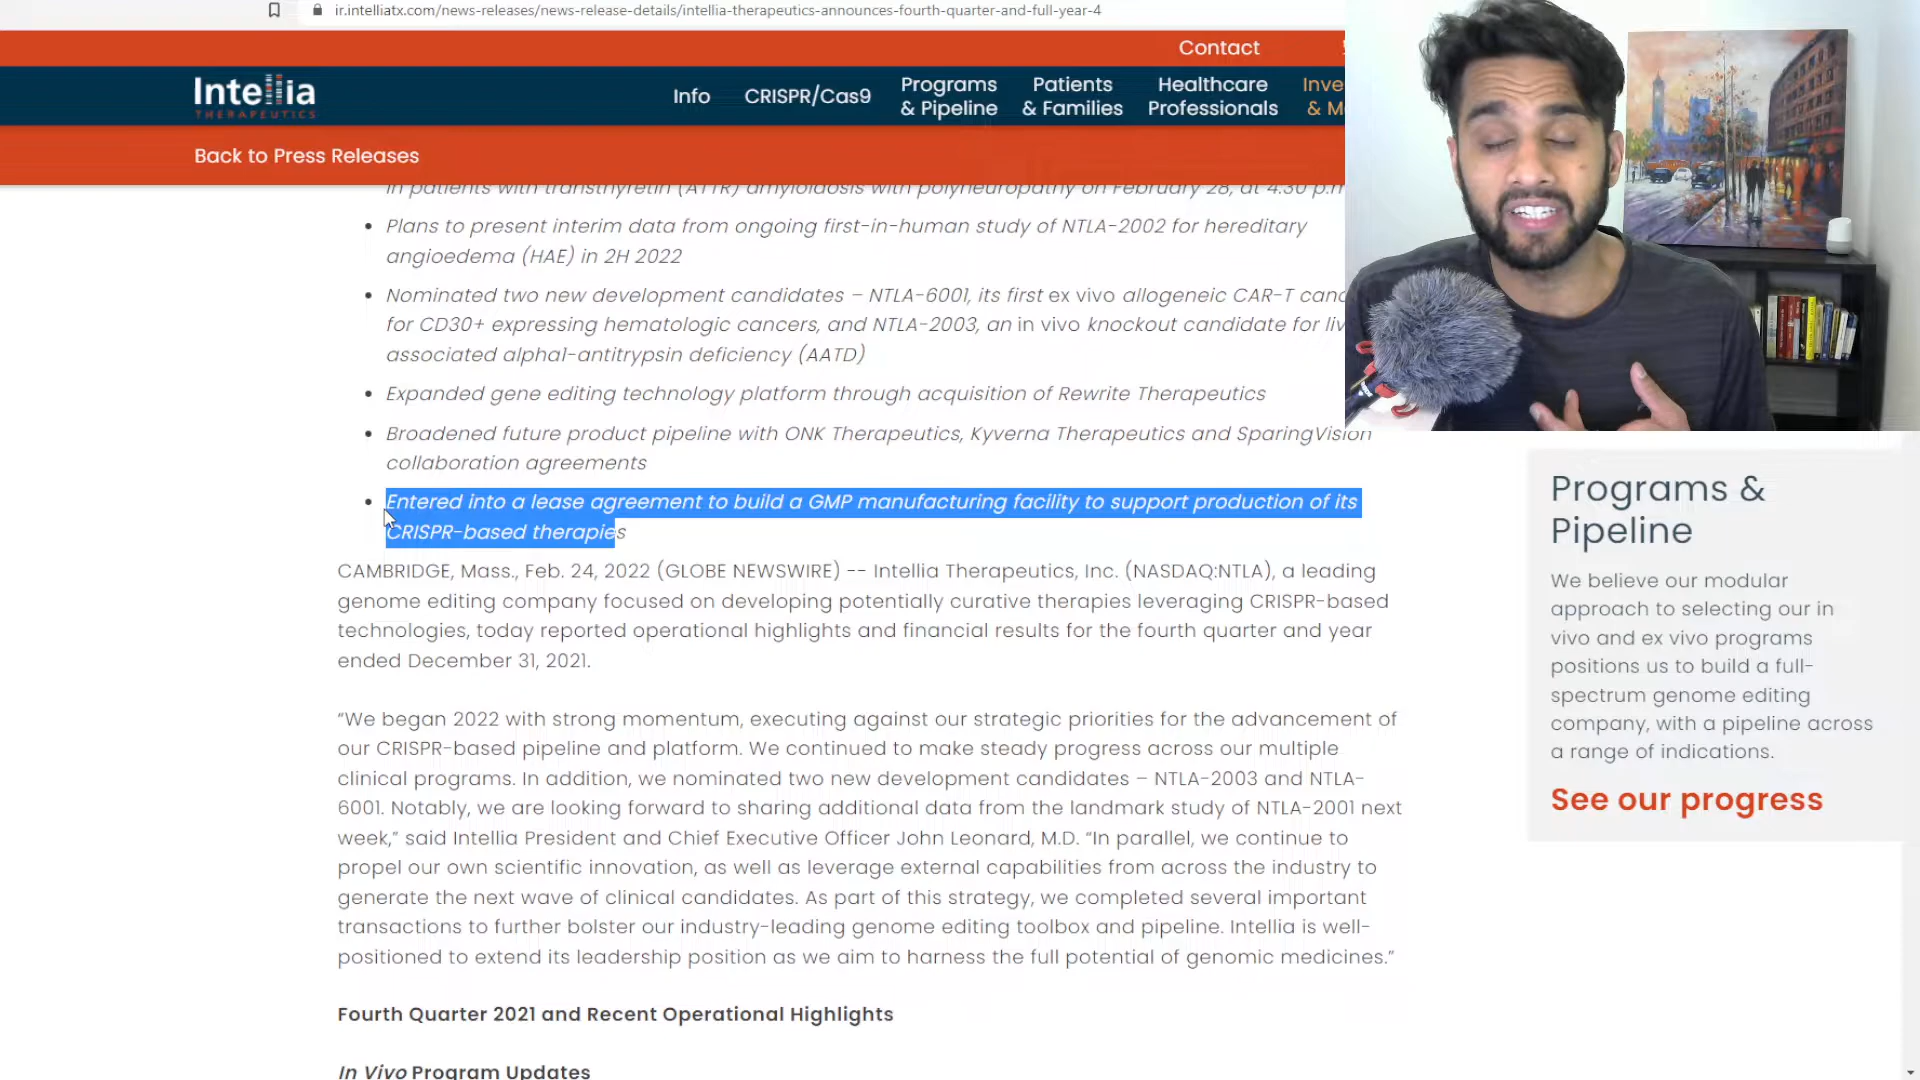 ir.intelliatx.com/news-releases/news-release-details/intellia-therapeutics-announces-fourth-quarter-and-full-year-4
Contact
Intellia
THERAPEUTICS
Info
CRISPR/Cas9
Programs
& Pipeline
Patients
& Families
Healthcare
Professionals
Inve
& M
Back to Press Releases
in patients with transthyretin (ATTR) amyloidosis with polyneuropathy on February 28, at 4:30 p.m
• Plans to present interim data from ongoing first-in-human study of NTLA-2002 for hereditary
angioedema (HAE) in 2H 2022
• Nominated two new development candidates – NTLA-6001, its first ex vivo allogeneic CAR-T canc
for CD30+ expressing hematologic cancers, and NTLA-2003, an in vivo knockout candidate for liv
associated alpha1-antitrypsin deficiency (AATD)
• Expanded gene editing technology platform through acquisition of Rewrite Therapeutics
• Broadened future product pipeline with ONK Therapeutics, Kyverna Therapeutics and SparingVision
collaboration agreements
• Entered into a lease agreement to build a GMP manufacturing facility to support production of its
CRISPR-based therapies
CAMBRIDGE, Mass., Feb. 24, 2022 (GLOBE NEWSWIRE) -- Intellia Therapeutics, Inc. (NASDAQ:NTLA), a leading
genome editing company focused on developing potentially curative therapies leveraging CRISPR-based
technologies, today reported operational highlights and financial results for the fourth quarter and year
ended December 31, 2021.
“We began 2022 with strong momentum, executing against our strategic priorities for the advancement of
our CRISPR-based pipeline and platform. We continued to make steady progress across our multiple
clinical programs. In addition, we nominated two new development candidates – NTLA-2003 and NTLA-
6001. Notably, we are looking forward to sharing additional data from the landmark study of NTLA-2001 next
week,” said Intellia President and Chief Executive Officer John Leonard, M.D. “In parallel, we continue to
propel our own scientific innovation, as well as leverage external capabilities from across the industry to
generate the next wave of clinical candidates. As part of this strategy, we completed several important
transactions to further bolster our industry-leading genome editing toolbox and pipeline. Intellia is well-
positioned to extend its leadership position as we aim to harness the full potential of genomic medicines.”
Fourth Quarter 2021 and Recent Operational Highlights
In Vivo Program Updates
Programs &
Pipeline
We believe our modular
approach to selecting our in
vivo and ex vivo programs
positions us to build a full-
spectrum genome editing
company, with a pipeline across
a range of indications.
See our progress